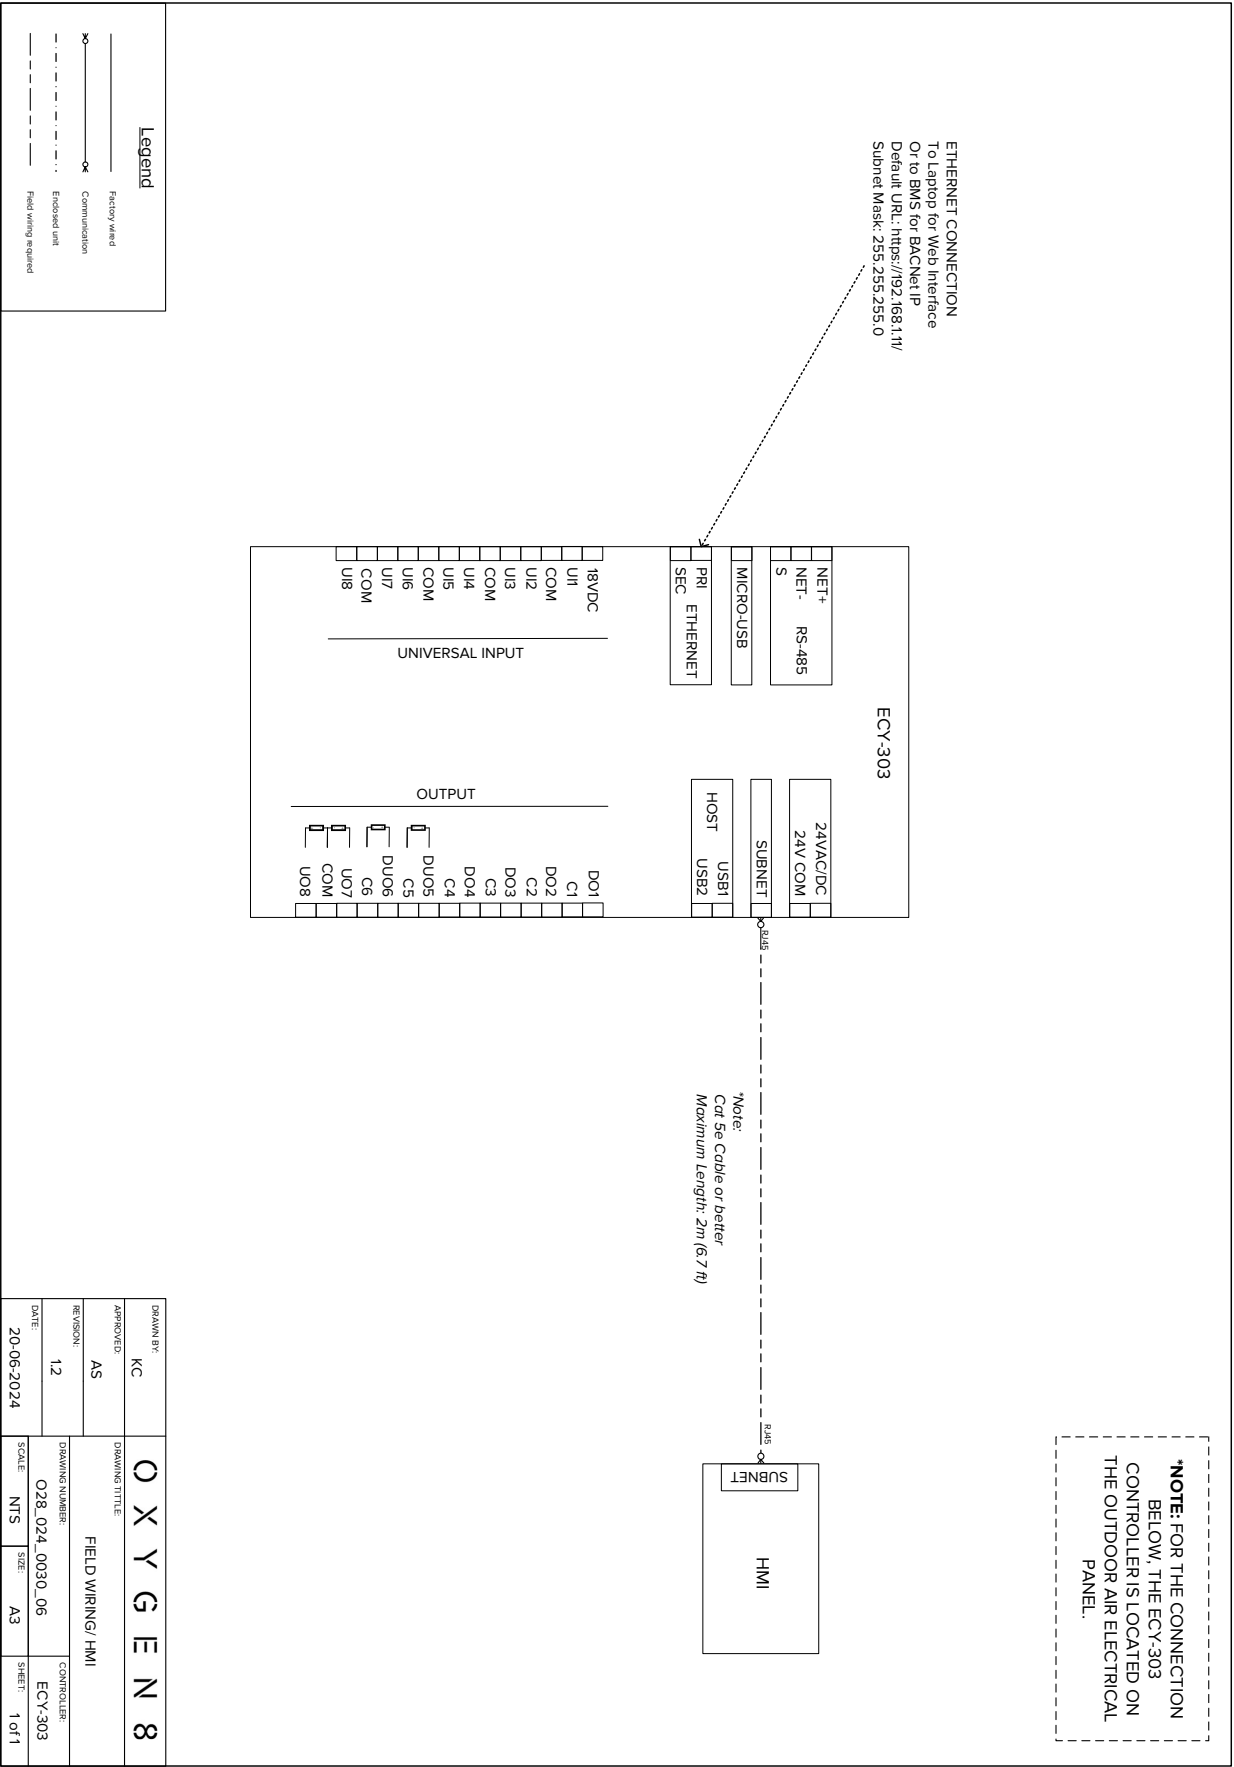 *NOTE: FOR THE CONNECTION
BELOW, THE ECY-303
CONTROLLER IS LOCATED ON
THE OUTDOOR AIR ELECTRICAL
PANEL.
ETHERNET CONNECTION
To Laptop for Web Interface
Or to BMS for BACNet IP
Default URL: https://192.168.1.11/
Subnet Mask: 255.255.255.0
ECY-303
NET+
NET-
S
RS-485
MICRO-USB
PRI
SEC
ETHERNET
18VDC
UI1
COM
UI2
UI3
COM
UI4
UI5
COM
UI6
UI7
COM
UI8
UNIVERSAL INPUT
24VAC/DC
24V COM
SUBNET
HOST
USB1
USB2
OUTPUT
DO1
C1
DO2
C2
DO3
C3
DO4
C4
DUO5
C5
DUO6
C6
UO7
COM
UO8
RJ45
*Note:
Cat 5e Cable or better
Maximum Length: 2m (6.7 ft)
RJ45
SUBNET
HMI
Legend
Factory wired
Communication
Enclosed unit
Field wiring required
DRAWN BY:
KC
APPROVED:
AS
REVISION:
1.2
DATE:
20-06-2024
OXYGEN8
DRAWING TITTLE:
FIELD WIRING/ HMI
DRAWING NUMBER:
O28_024_0030_06
CONTROLLER:
ECY-303
SCALE:
NTS
SIZE:
A3
SHEET:
1 of 1